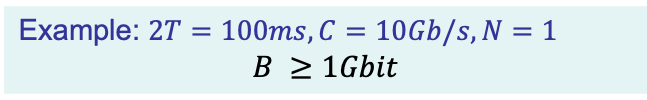 Example: 2T = 100ms, C = 10Gb/s, N = 1
B ≥ 1Gbit